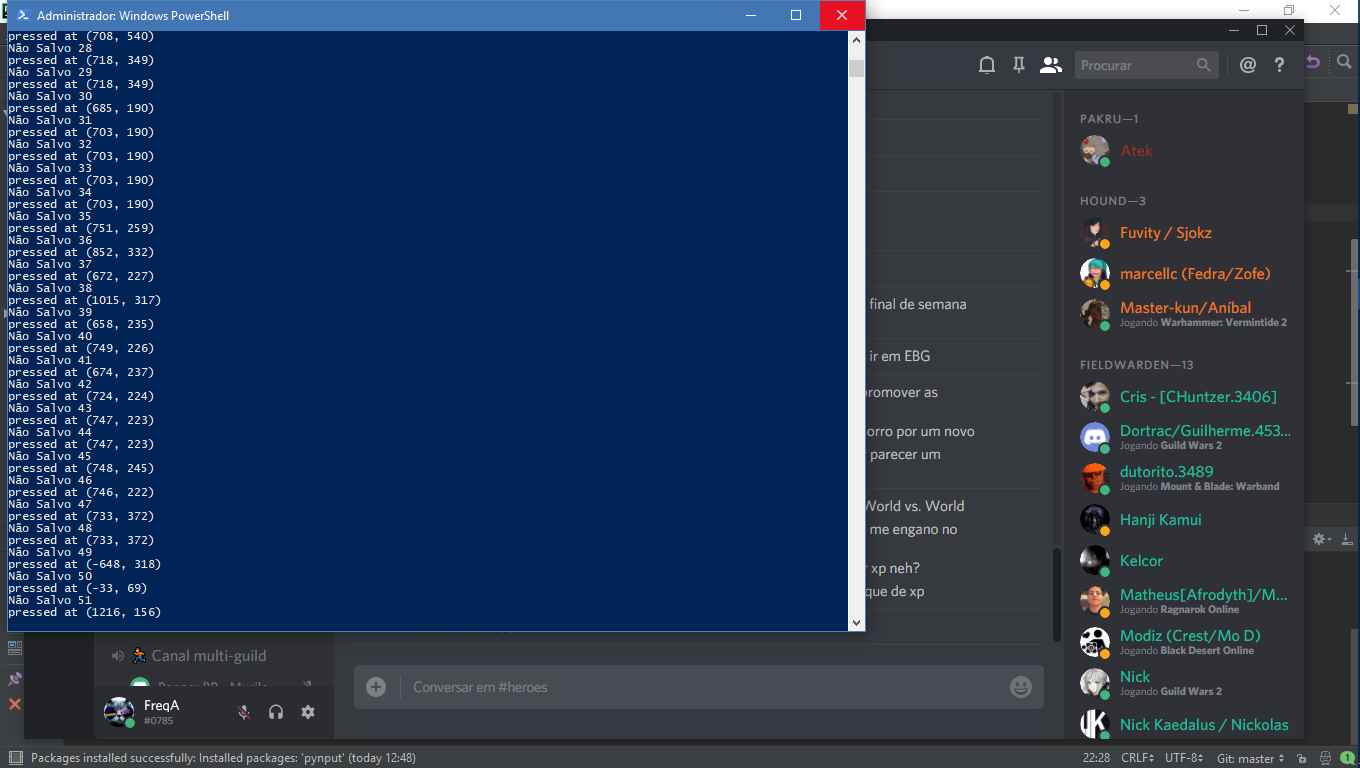 Administrador: Windows PowerShell
pressed at (708, 540)
Não Salvo 28
pressed at (718, 349)
Não Salvo 29
pressed at (718, 349)
Não Salvo 30
pressed at (685, 190)
Não Salvo 31
pressed at (703, 190)
Não Salvo 32
pressed at (703, 190)
Não Salvo 33
pressed at (703, 190)
Não Salvo 34
pressed at (703, 190)
Não Salvo 35
pressed at (751, 259)
Não Salvo 36
pressed at (852, 332)
Não Salvo 37
pressed at (672, 227)
Não Salvo 38
pressed at (1015, 317)
Não Salvo 39
pressed at (658, 235)
Não Salvo 40
pressed at (749, 226)
Não Salvo 41
pressed at (674, 237)
Não Salvo 42
pressed at (724, 224)
Não Salvo 43
pressed at (747, 223)
Não Salvo 44
pressed at (747, 223)
Não Salvo 45
pressed at (748, 245)
Não Salvo 46
pressed at (746, 222)
Não Salvo 47
pressed at (733, 372)
Não Salvo 48
pressed at (733, 372)
Não Salvo 49
pressed at (-648, 318)
Não Salvo 50
pressed at (-33, 69)
Não Salvo 51
pressed at (1216, 156)
Procurar
final de semana
ir em EBG
promover as
orro por um novo
parecer um
World vs. World
me engano no
xp neh?
que de xp
PAKRU—1
Atek
HOUND—3
Fuvity / Sjokz
marcellc (Fedra/Zofe)
Master-kun/Aníbal
Jogando Warhammer: Vermintide 2
FIELDWARDEN—13
Cris - [CHuntzer.3406]
Dortrac/Guilherme.453...
Jogando Guild Wars 2
dutorito.3489
Jogando Mount & Blade: Warband
Hanji Kamui
Kelcor
Matheus[Afrodyth]/M...
Jogando Ragnarok Online
Modiz (Crest/Mo D)
Jogando Black Desert Online
Nick
Jogando Guild Wars 2
Nick Kaedalus / Nickolas
Canal multi-guild
FreqA
#0785
Conversar em #heroes
Packages installed successfully: Installed packages: 'pynput' (today 12:48)
22:28 CRLF UTF-8 Git: master 1